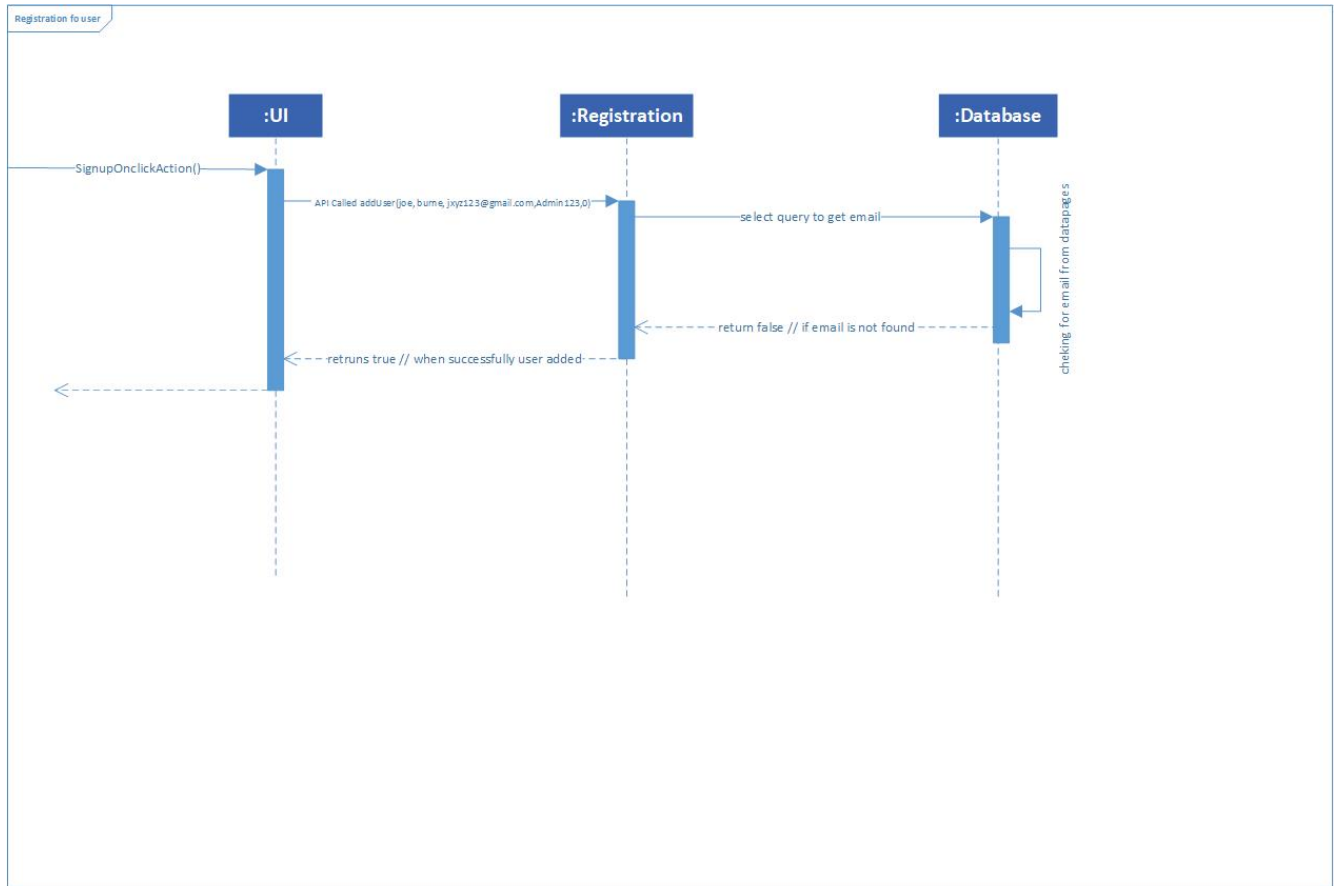 Registration fo user
:UI
:Registration
:Database
SignupOnclickAction()
API Called addUser(joe, burne, jxyz123@gmail.com,Admin123,0)
select query to get email
cheking for email from datapages
return false // if email is not found
retruns true // when successfully user added